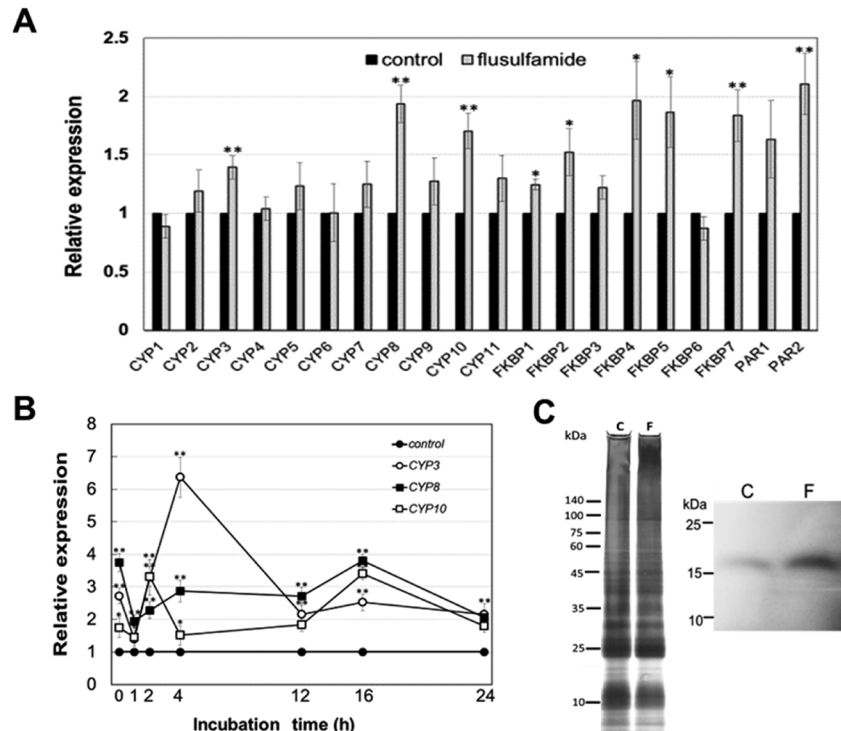 A
2.5
2
1.5
1
0.5
0
Relative expression
control flusulfamide
** ** ** * * * * ** **
CYP1 CYP2 CYP3 CYP4 CYP5 CYP6 CYP7 CYP8 CYP9 CYP10 CYP11 FKBP1 FKBP2 FKBP3 FKBP4 FKBP5 FKBP6 FKBP7 PAR1 PAR2
B
8
7
6
5
4
3
2
1
0
Relative expression
control
CYP3
CYP8
CYP10
0 1 2 4 12 16 24
Incubation time (h)
C
C F
kDa
140
100
75
60
45
35
25
10
C F
kDa
25
15
10